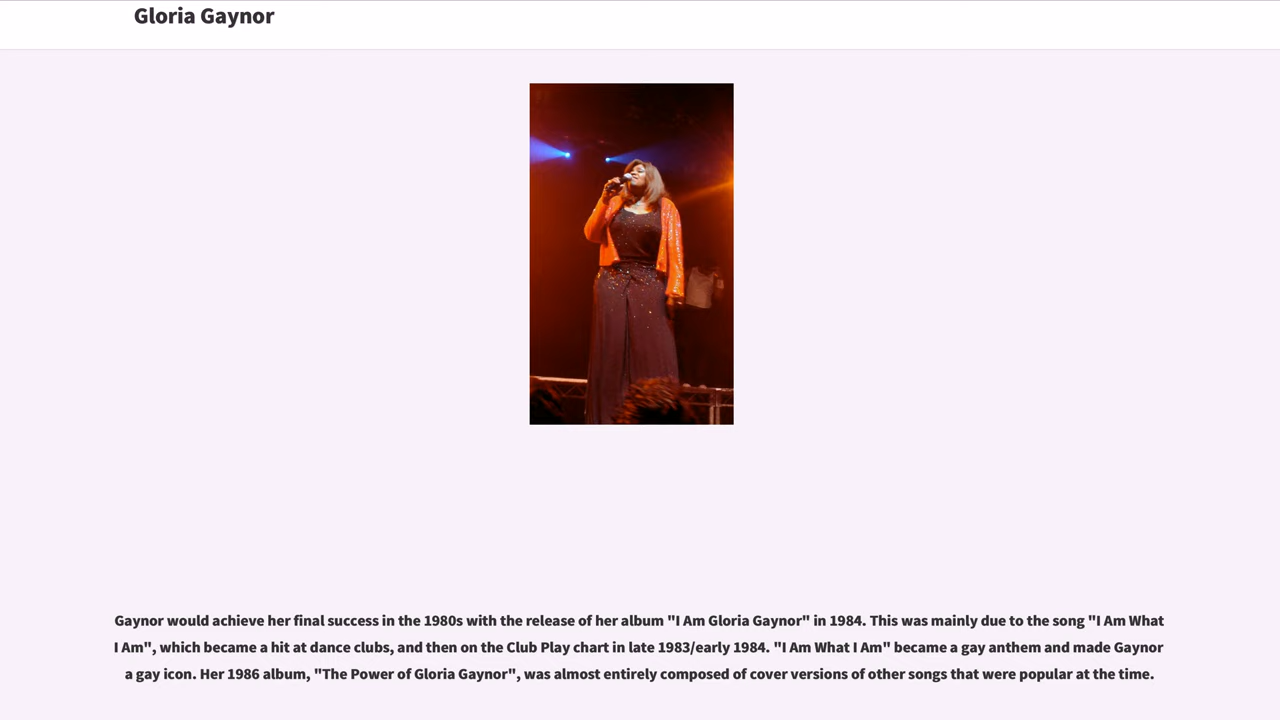 Gloria Gaynor
Gaynor would achieve her final success in the 1980s with the release of her album "I Am Gloria Gaynor" in 1984. This was mainly due to the song "I Am What
I Am", which became a hit at dance clubs, and then on the Club Play chart in late 1983/early 1984. "I Am What I Am" became a gay anthem and made Gaynor
a gay icon. Her 1986 album, "The Power of Gloria Gaynor", was almost entirely composed of cover versions of other songs that were popular at the time.